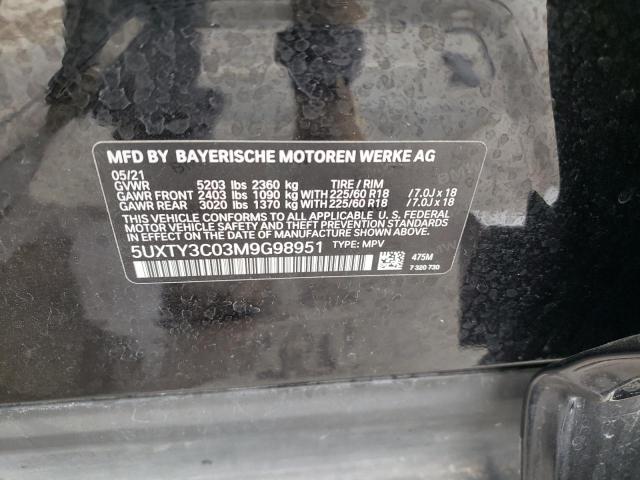 MFD BY BAYERISCHE MOTOREN WERKE AG
05/21
GVWR 5203 lbs 2360 kg TIRE / RIM
GAWR FRONT 2403 lbs 1090 kg WITH 225/60 R18 /7.0J x 18
GAWR REAR 3020 lbs 1370 kg WITH 225/60 R18 /7.0J x 18
THIS CAR CONFORMS TO ALL APPLICABLE U. S. FEDERAL
MOTOR VEHICLE SAFETY AND THEFT PREVENTION STANDARDS
IN EFFECT ON THE DATE OF MANUFACTURE SHOWN ABOVE.
5UXTY3C03M9G98951 TYPE: MPV
475M
7 320 730